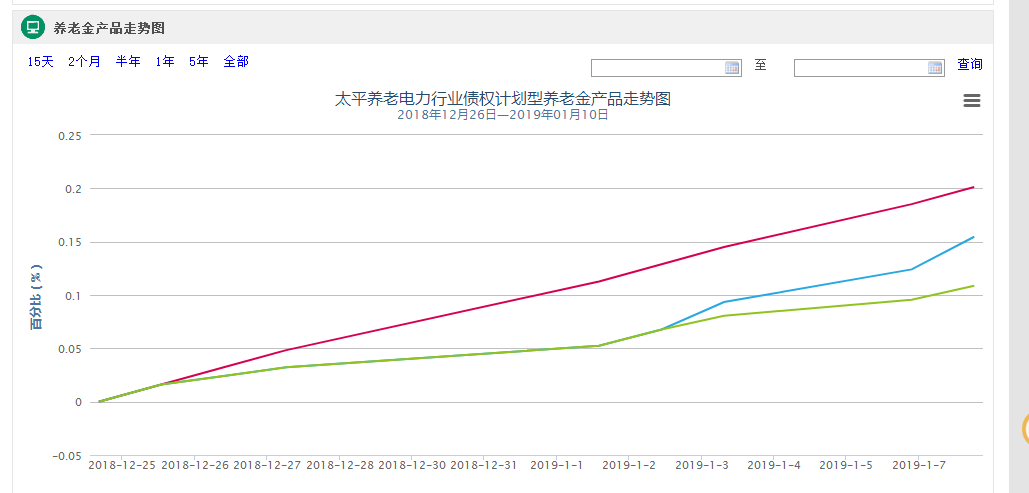 养老金产品走势图
15天 2个月 半年 1年 5年 全部
至 查询
太平养老电力行业债权计划型养老金产品走势图
2018年12月26日—2019年01月10日
0.25
0.2
0.15
0.1
0.05
0
-0.05
百分比 ( % )
2018-12-25 2018-12-26 2018-12-27 2018-12-28 2018-12-30 2018-12-31 2019-1-1 2019-1-2 2019-1-3 2019-1-4 2019-1-5 2019-1-7